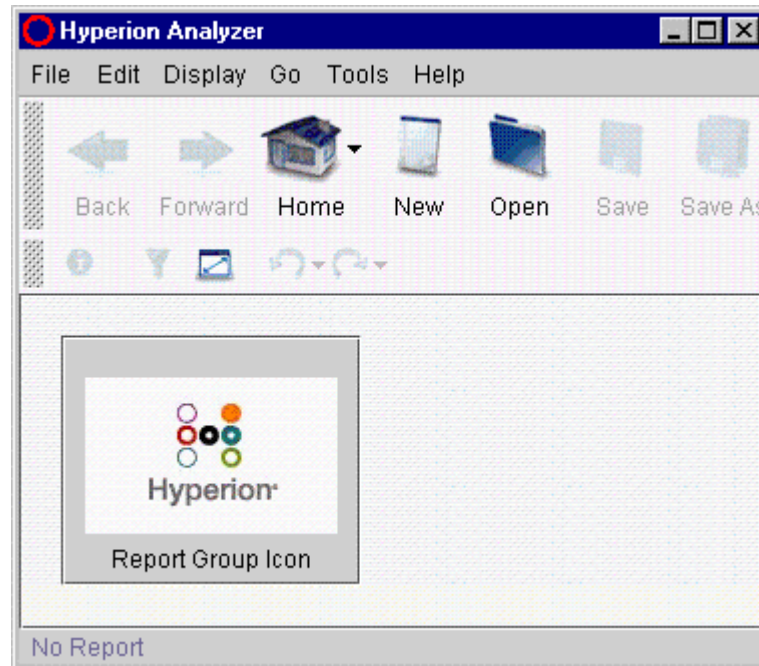 Hyperion Analyzer
File Edit Display Go Tools Help
Back Forward Home New Open Save Save As
Hyperion
Report Group Icon
No Report